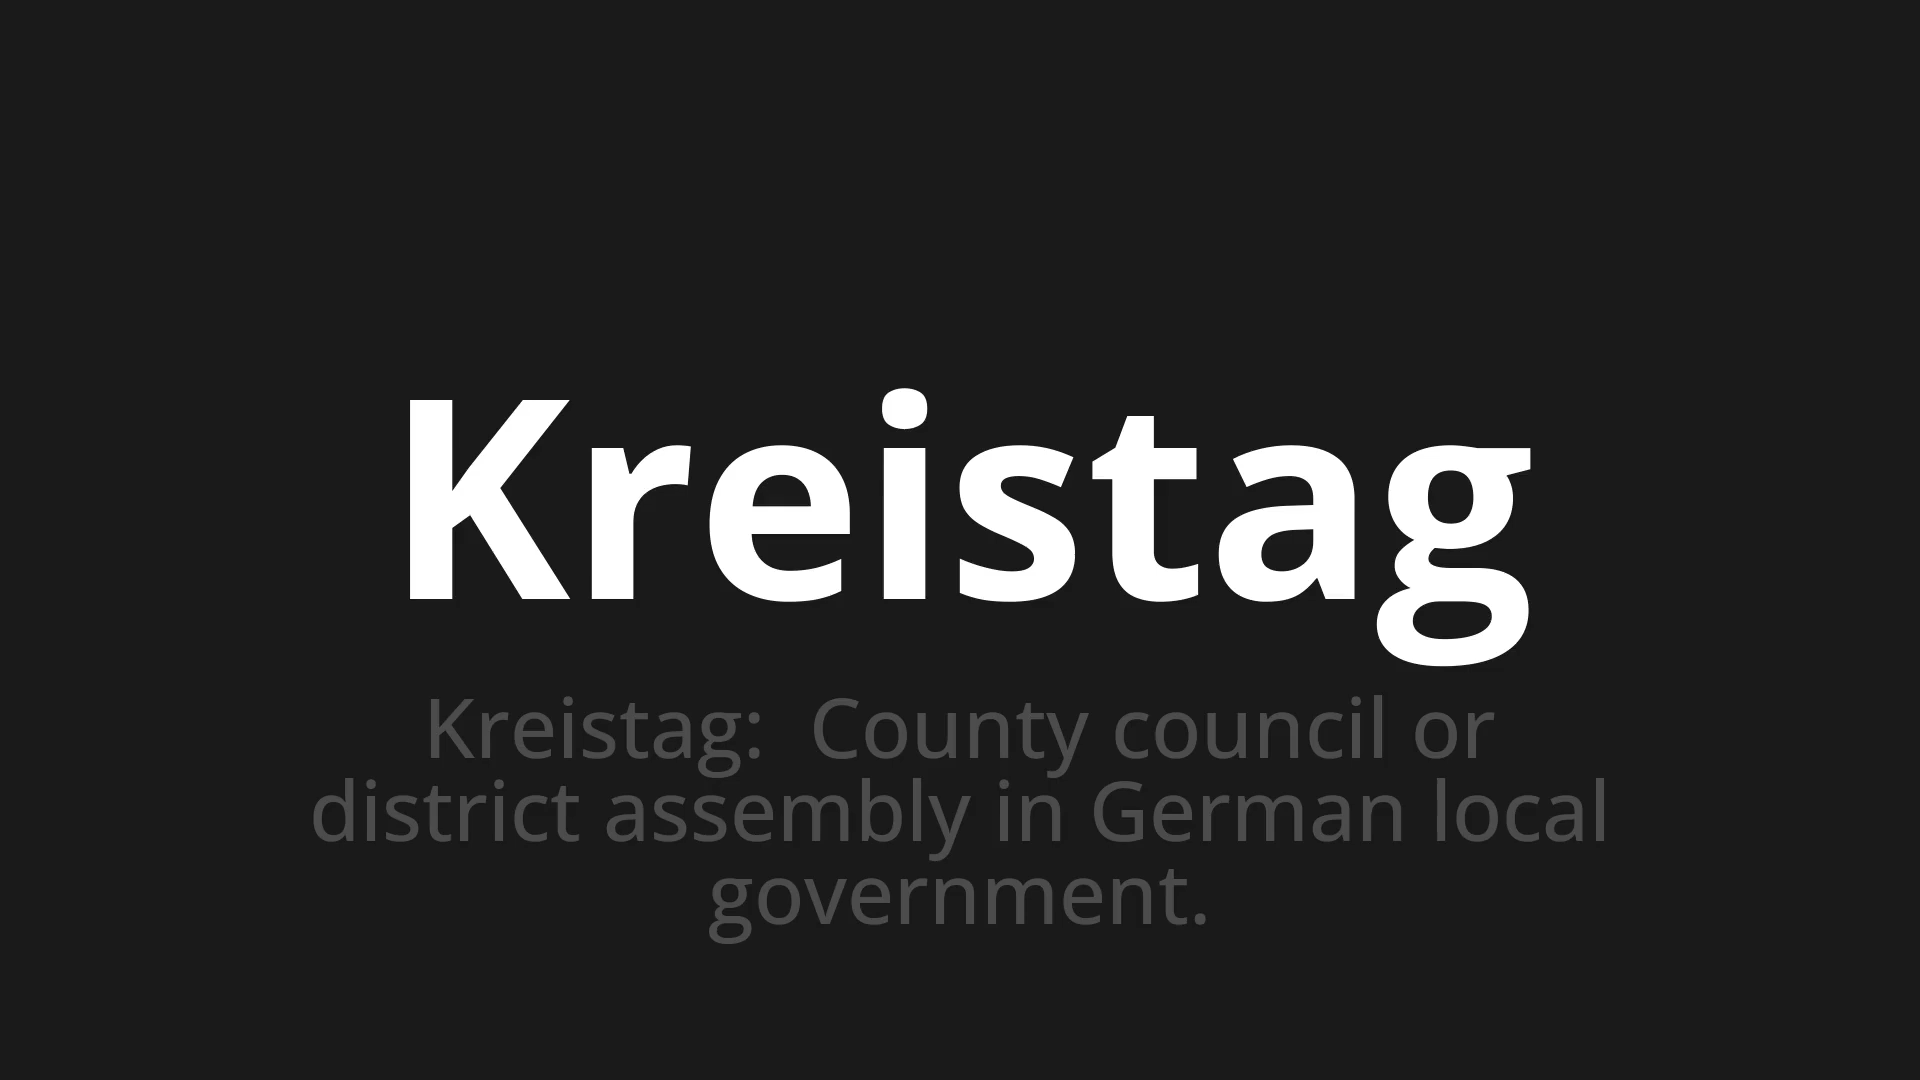 Kreistag
Kreistag:  County council or
district assembly in German local
government.